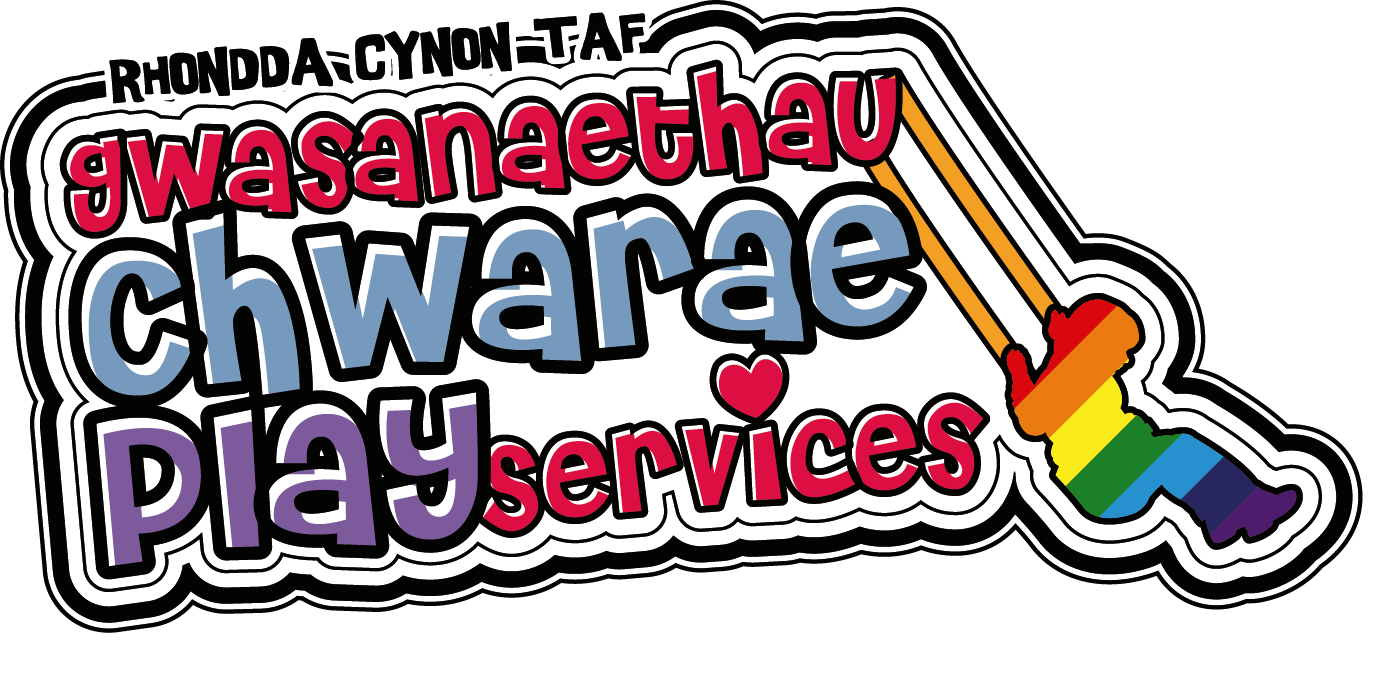 RHONDDA CYNON TAF
gwasanaethau
chwarae
play services